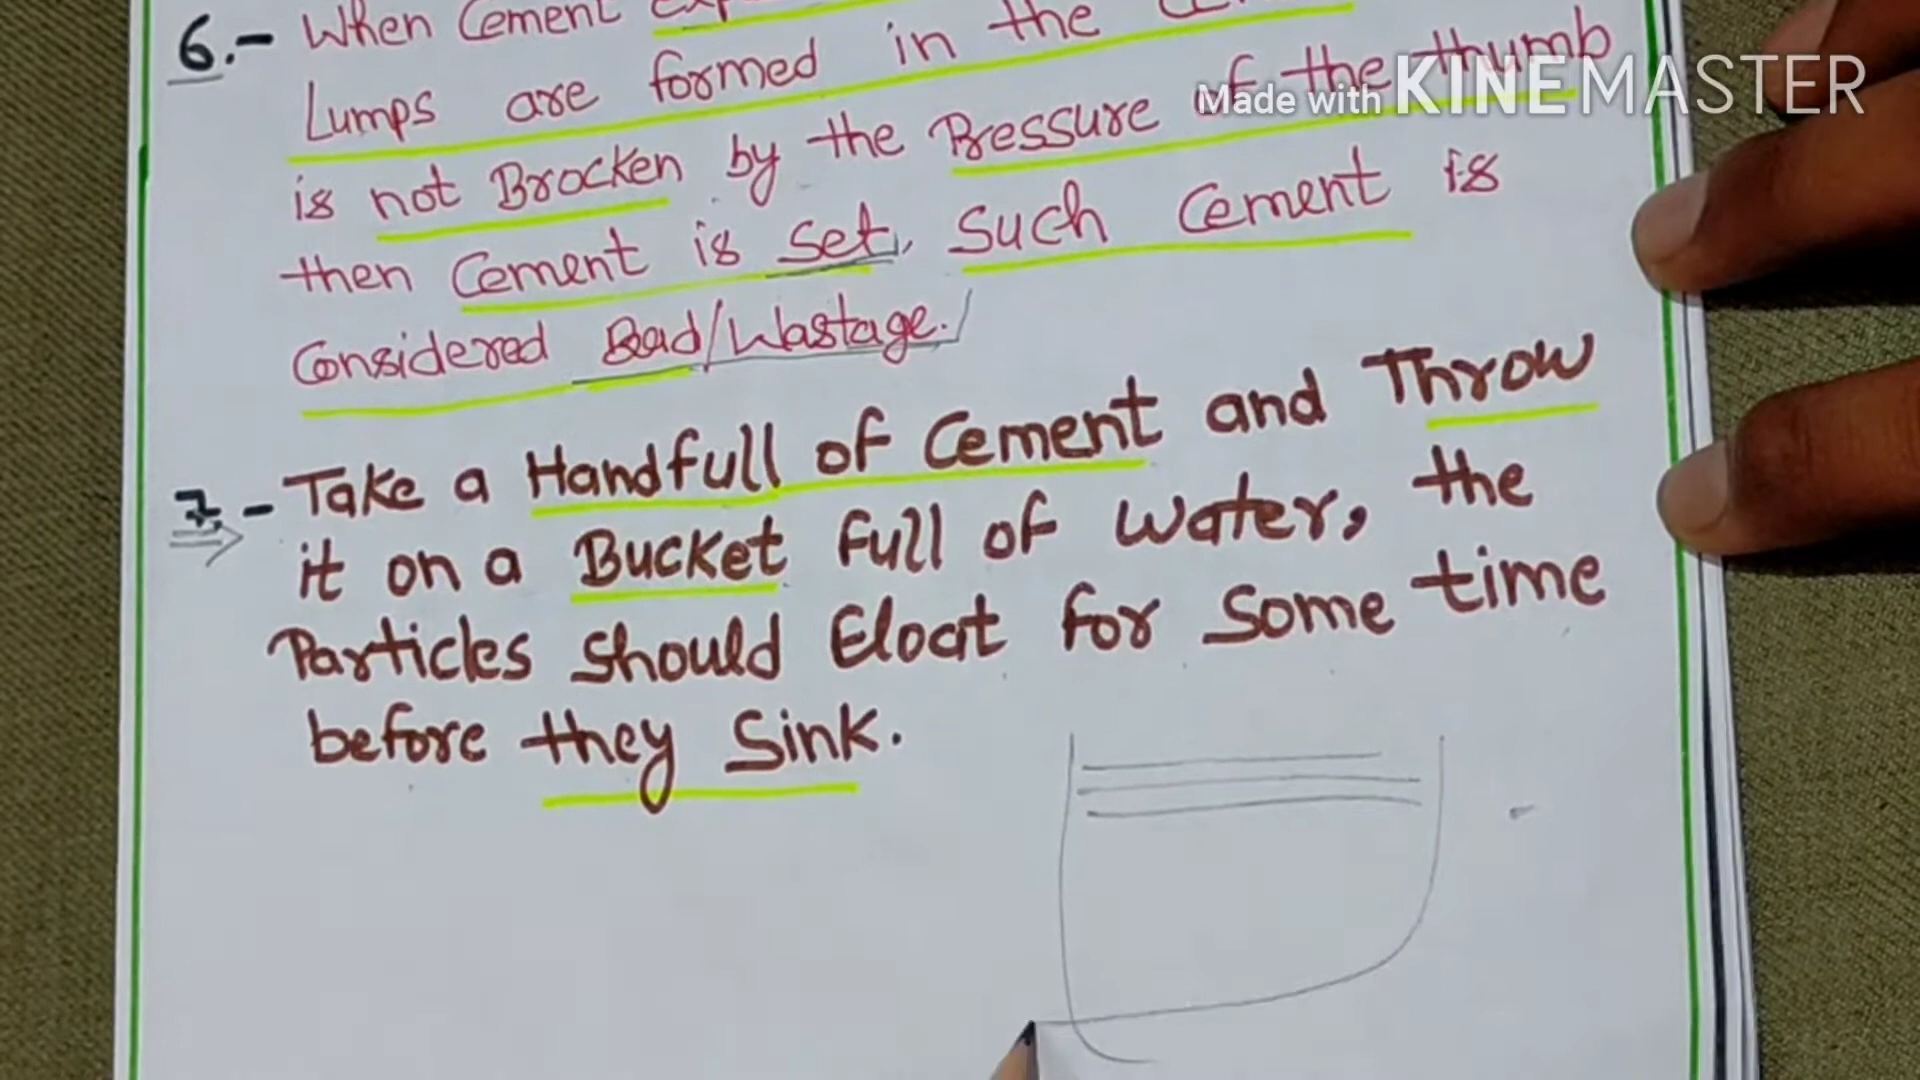 6.- When Cement
Lumps are formed in the
is not Brocken by the Pressure of the thumb
then Cement is Set, Such Cement is
Considered Bad/Wastage.
7.- Take a Handfull of Cement and Throw
it on a Bucket full of water, the
Particles should Eloat for some time
before they Sink.
Made with KINEMASTER